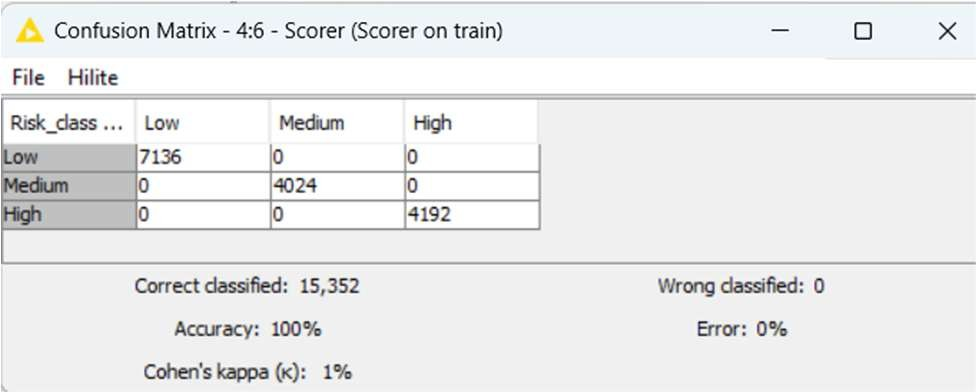 Confusion Matrix - 4:6 - Scorer (Scorer on train)
File Hilite
Risk_class ... Low Medium High
Low 7136 0 0
Medium 0 4024 0
High 0 0 4192
Correct classified: 15,352 Wrong classified: 0
Accuracy: 100% Error: 0%
Cohen's kappa (κ): 1%